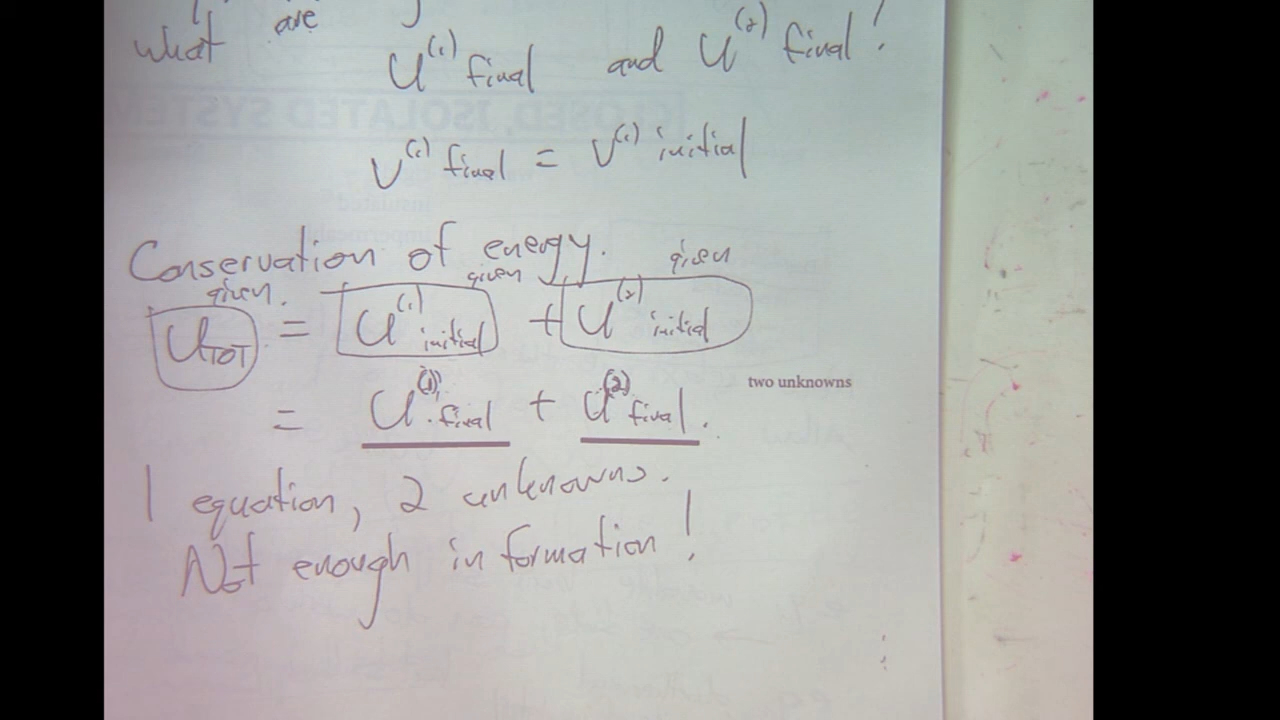 what are
U^(1) final and U^(2) final?
V^(1) final = V^(1) initial
Conservation of energy.
given. given given
U_TOT = U^(1) initial + U^(2) initial
= U^(1) final + U^(2) final.
two unknowns
1 equation, 2 unknowns.
Not enough information!